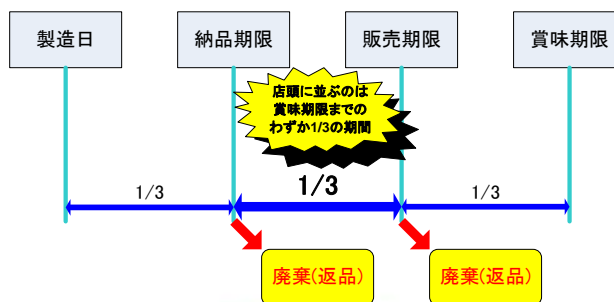 製造日
納品期限
販売期限
賞味期限
店頭に並ぶのは
賞味期限までの
わずか1/3の期間
1/3
1/3
1/3
廃棄(返品)
廃棄(返品)